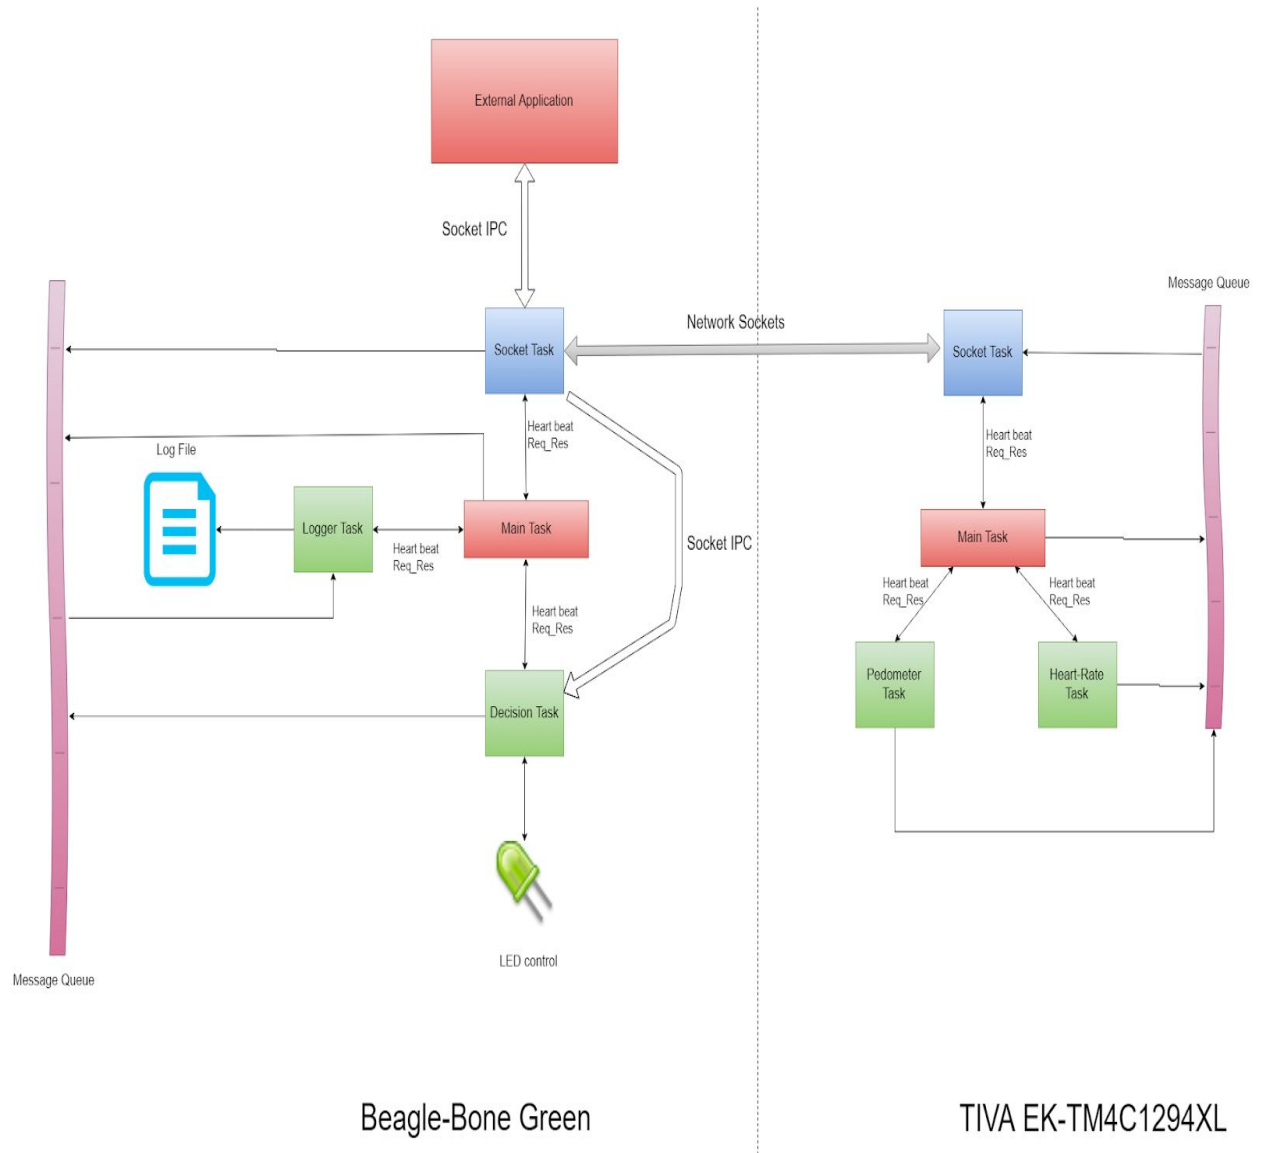 External Application
Socket IPC
Message Queue
Network Sockets
Socket Task
Socket Task
Heart beat
Req_Res
Heart beat
Req_Res
Log File
Logger Task
Heart beat
Req_Res
Main Task
Socket IPC
Main Task
Heart beat
Req_Res
Heart beat
Req_Res
Heart beat
Req_Res
Pedometer
Task
Heart-Rate
Task
Decision Task
LED control
Message Queue
Beagle-Bone Green
TIVA EK-TM4C1294XL